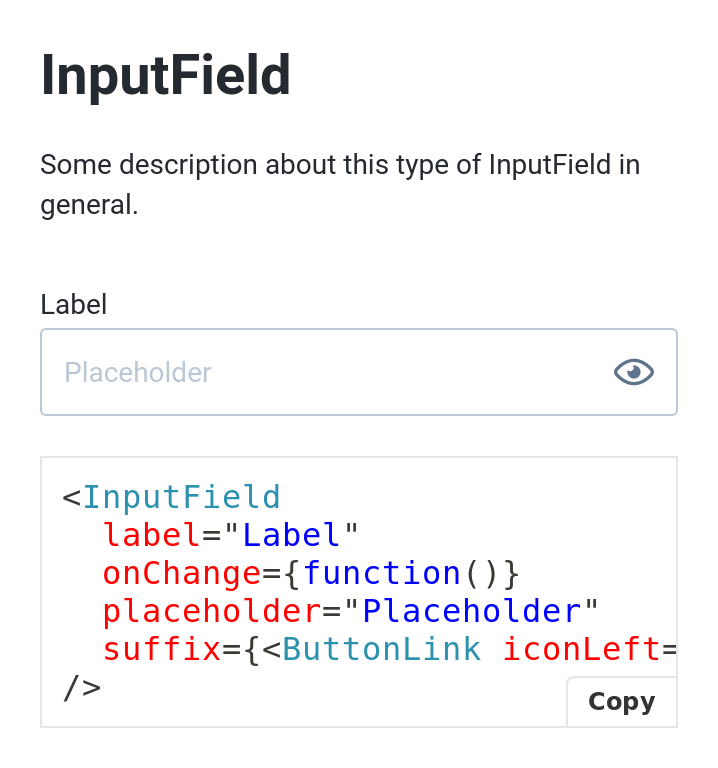 InputField
Some description about this type of InputField in
general.
Label
Placeholder
<InputField
  label="Label"
  onChange={function()}
  placeholder="Placeholder"
  suffix={<ButtonLink iconLeft=
/>
Copy